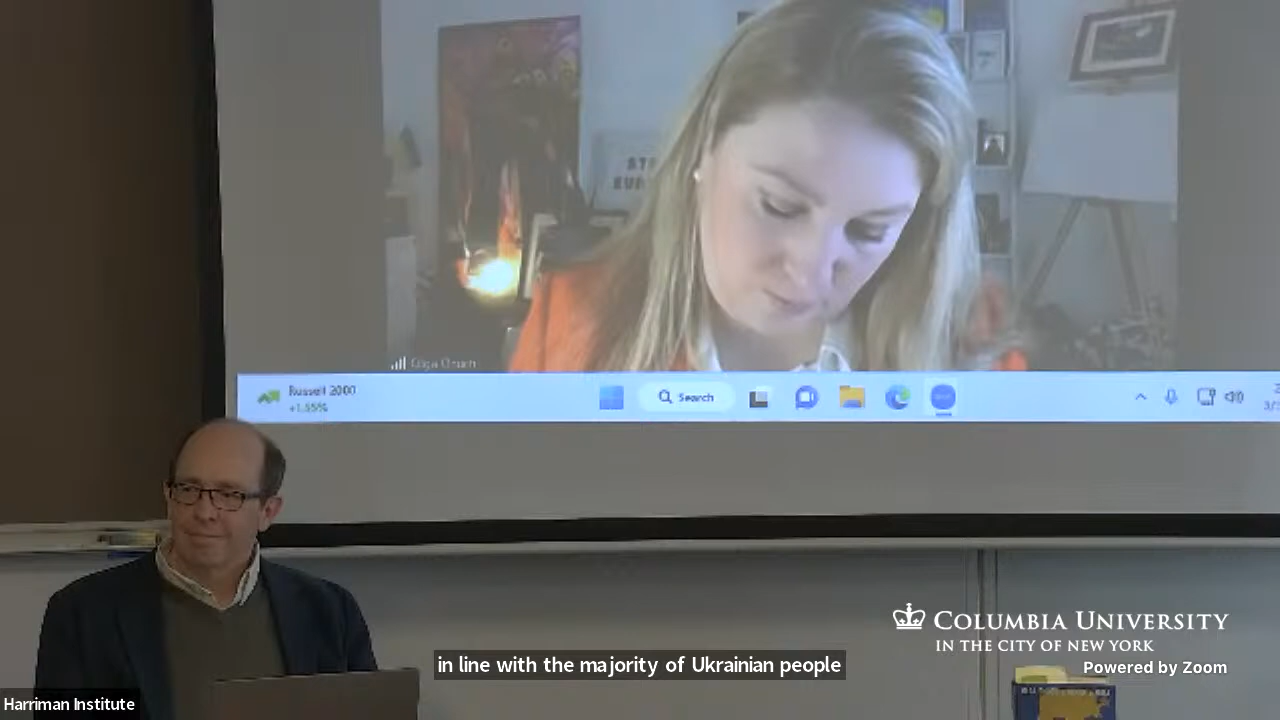 Russell 2000
+1.55%
Search
COLUMBIA UNIVERSITY
IN THE CITY OF NEW YORK
Powered by Zoom
in line with the majority of Ukrainian people
Harriman Institute